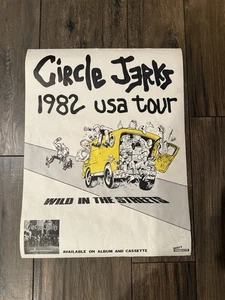 Circle Jerks
1982 usa tour
WILD IN THE STREETS
AVAILABLE ON ALBUM AND CASSETTE